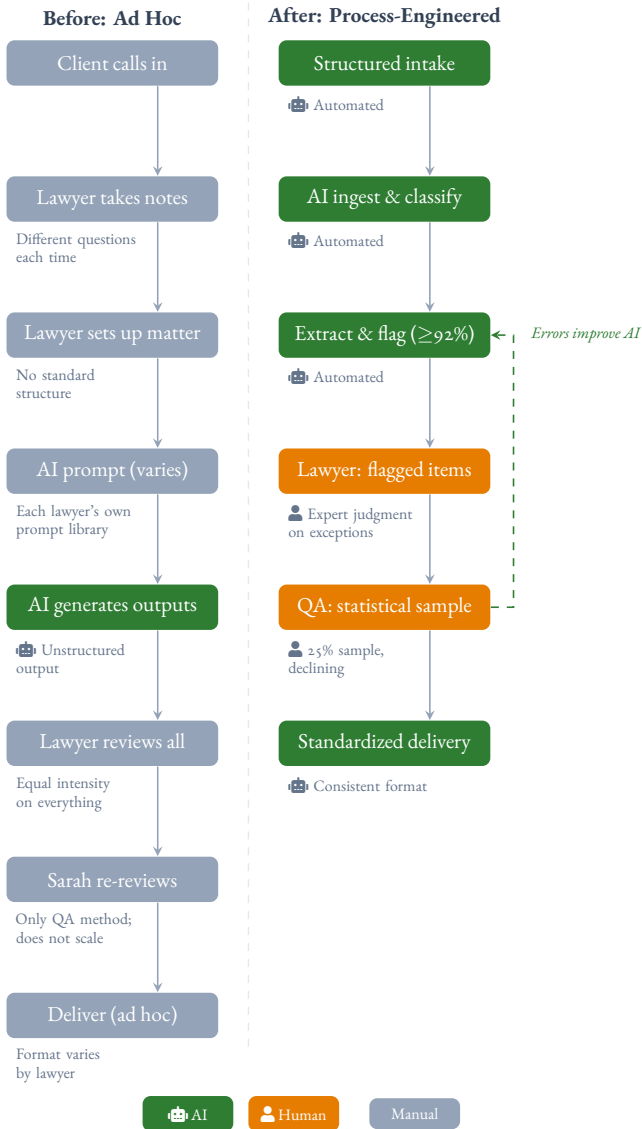 Before: Ad Hoc
Client calls in
Lawyer takes notes
Different questions
each time
Lawyer sets up matter
No standard
structure
AI prompt (varies)
Each lawyer's own
prompt library
AI generates outputs
Unstructured
output
Lawyer reviews all
Equal intensity
on everything
Sarah re-reviews
Only QA method;
does not scale
Deliver (ad hoc)
Format varies
by lawyer
After: Process-Engineered
Structured intake
Automated
AI ingest & classify
Automated
Extract & flag (≥92%)
Errors improve AI
Automated
Lawyer: flagged items
Expert judgment
on exceptions
QA: statistical sample
25% sample,
declining
Standardized delivery
Consistent format
AI
Human
Manual